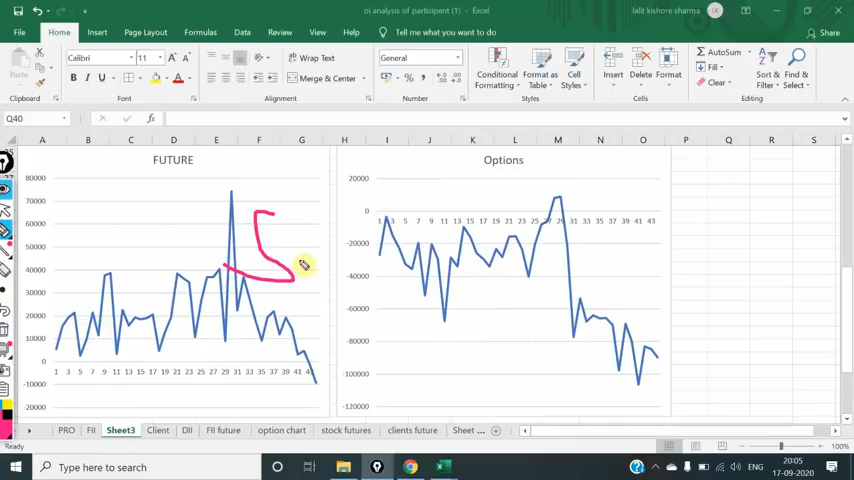 oi analysis of participent (1) - Excel
lalit kishore sharma
LK
File Home Insert Page Layout Formulas Data Review View Help Tell me what you want to do Share
Paste
Calibri 11
General
Wrap Text
Merge & Center
B I U
Conditional Formatting
Format as Table
Cell Styles
Insert Delete Format
AutoSum
Fill
Clear
Sort & Filter
Find & Select
Clipboard Font Alignment Number Styles Cells Editing
Q40
fx
A B C D E F G H I J K L M N O P Q R S
FUTURE
80000
70000
60000
50000
40000
30000
20000
10000
0
1 3 5 7 9 11 13 15 17 19 21 23 25 27 29 31 33 35 37 39 41 43
-10000
20000
Options
20000
0
1 3 5 7 9 11 13 15 17 19 21 23 25 27 29 31 33 35 37 39 41 43
-20000
-40000
-60000
-80000
-100000
-120000
PRO FII Sheet3 Client DII FII future option chart stock futures clients future Sheet ...
Ready
100%
Type here to search
ENG
20:05
17-09-2020